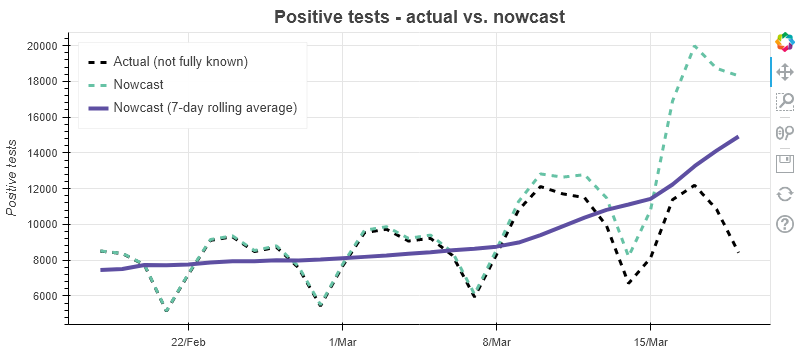 Positive tests - actual vs. nowcast
Actual (not fully known)
Nowcast
Nowcast (7-day rolling average)
Positive tests
20000
18000
16000
14000
12000
10000
8000
6000
22/Feb
1/Mar
8/Mar
15/Mar